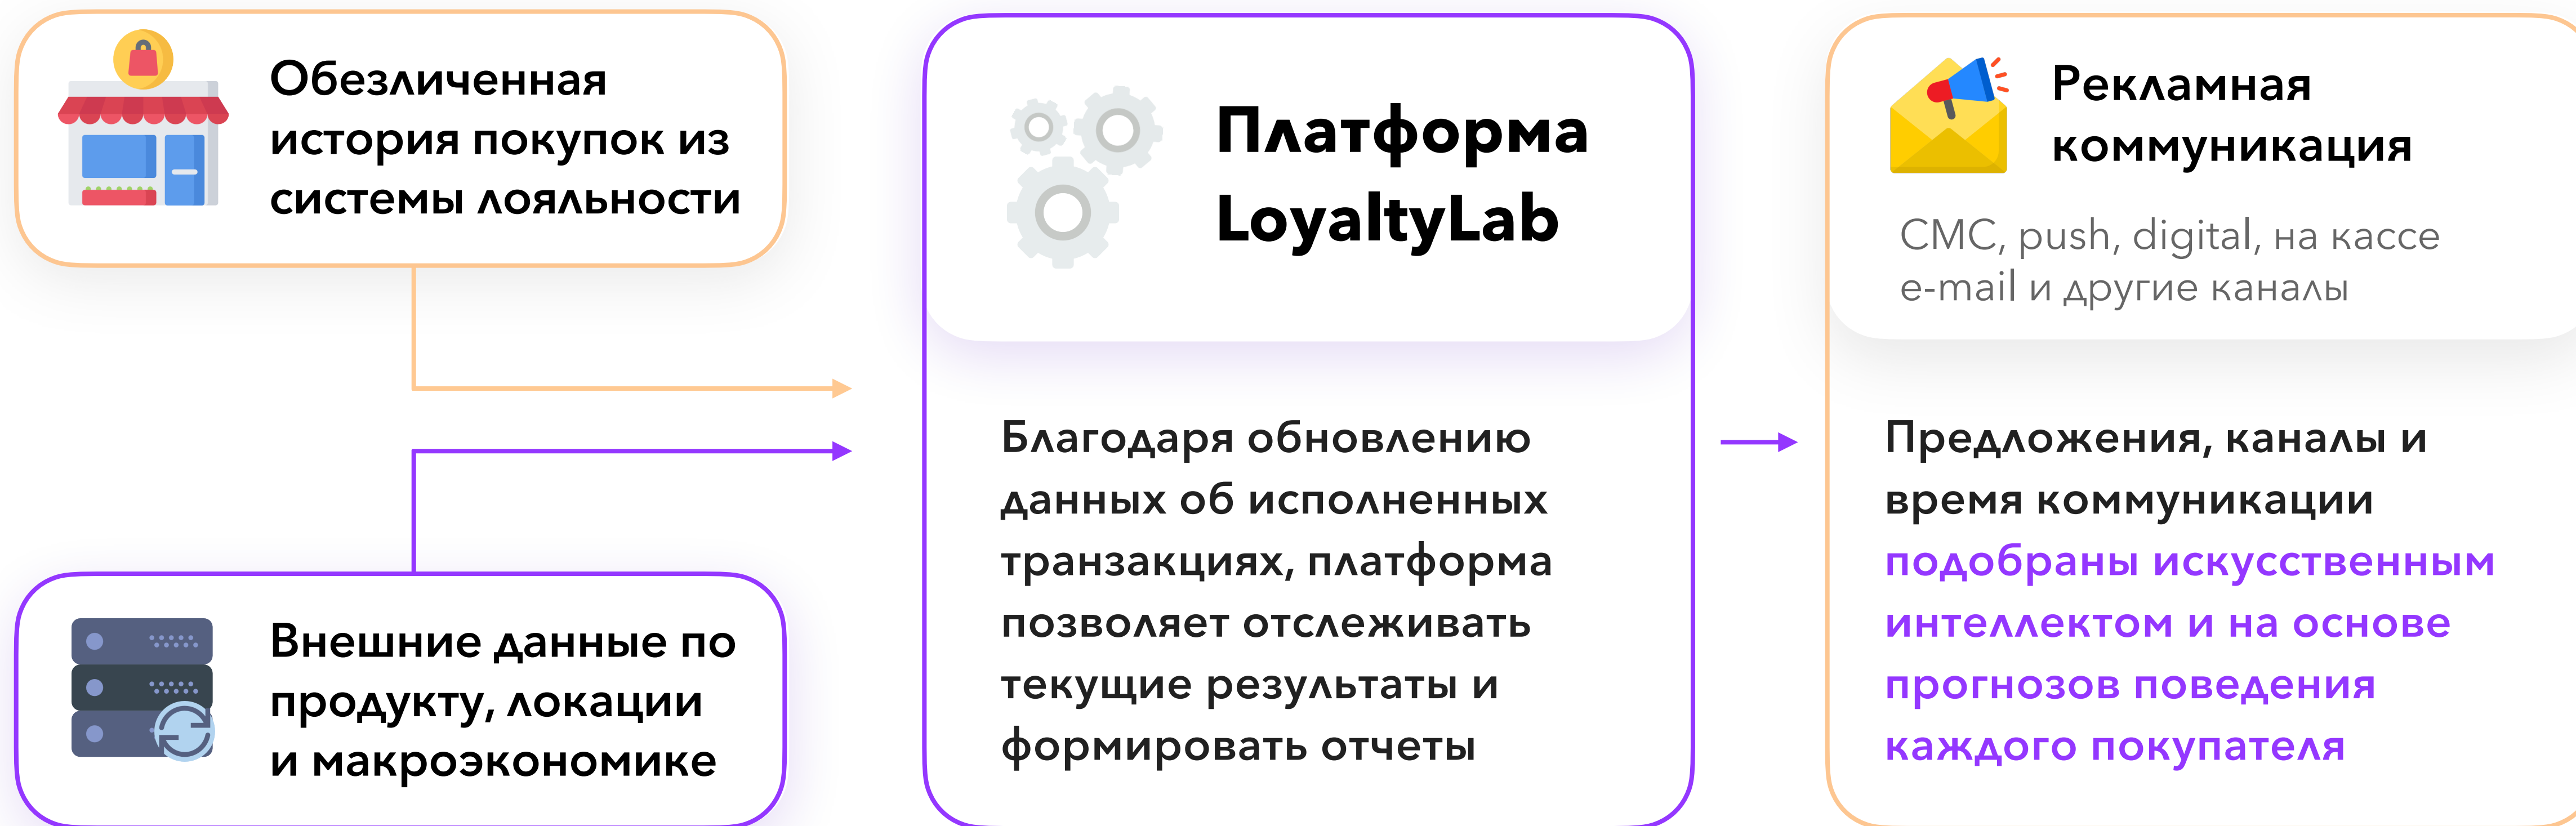 Обезличенная
история покупок из
системы лояльности
Внешние данные по
продукту, локации
и макроэкономике
Платформа
LoyaltyLab
Благодаря обновлению
данных об исполненных
транзакциях, платформа
позволяет отслеживать
текущие результаты и
формировать отчеты
Рекламная
коммуникация
СМС, push, digital, на кассе
e-mail и другие каналы
Предложения, каналы и
время коммуникации
подобраны искусственным
интеллектом и на основе
прогнозов поведения
каждого покупателя